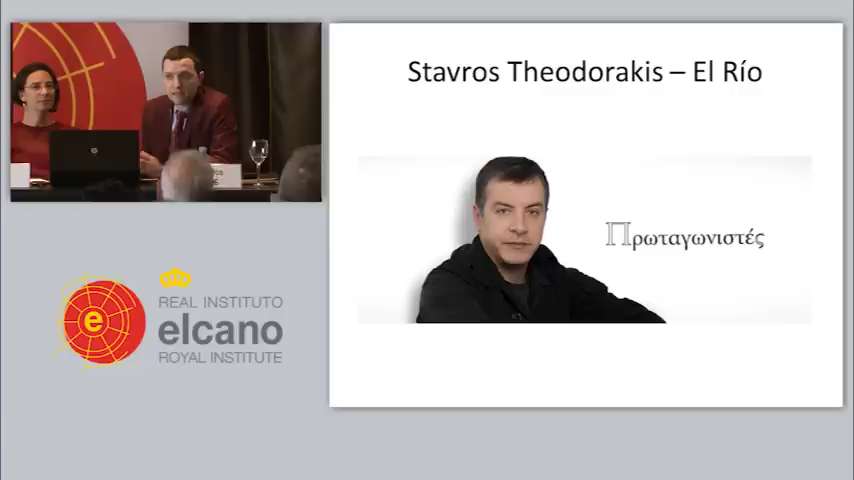 Stavros Theodorakis – El Río
Πρωταγωνιστές
e
REAL INSTITUTO
elcano
ROYAL INSTITUTE